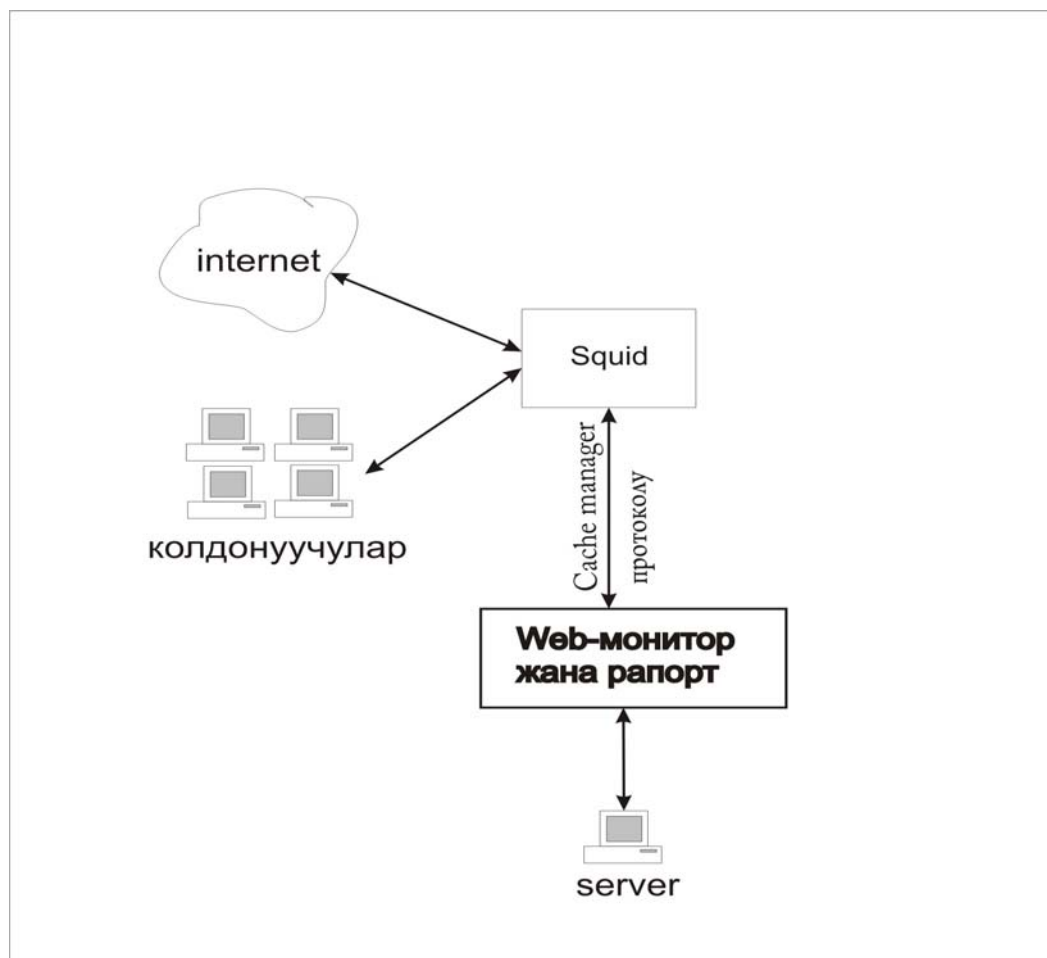 internet
Squid
колдонуучулар
Cache manager
протоколу
Web-монитор
жана рапорт
server